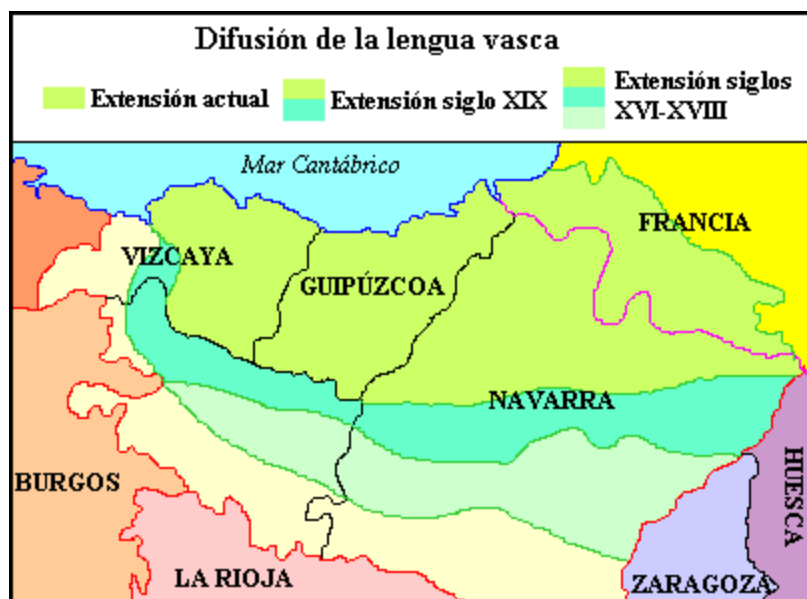 Difusión de la lengua vasca
Extensión actual
Extensión siglo XIX
Extensión siglos
XVI-XVIII
Mar Cantábrico
VIZCAYA
GUIPÚZCOA
FRANCIA
NAVARRA
BURGOS
LA RIOJA
ZARAGOZA
HUESCA